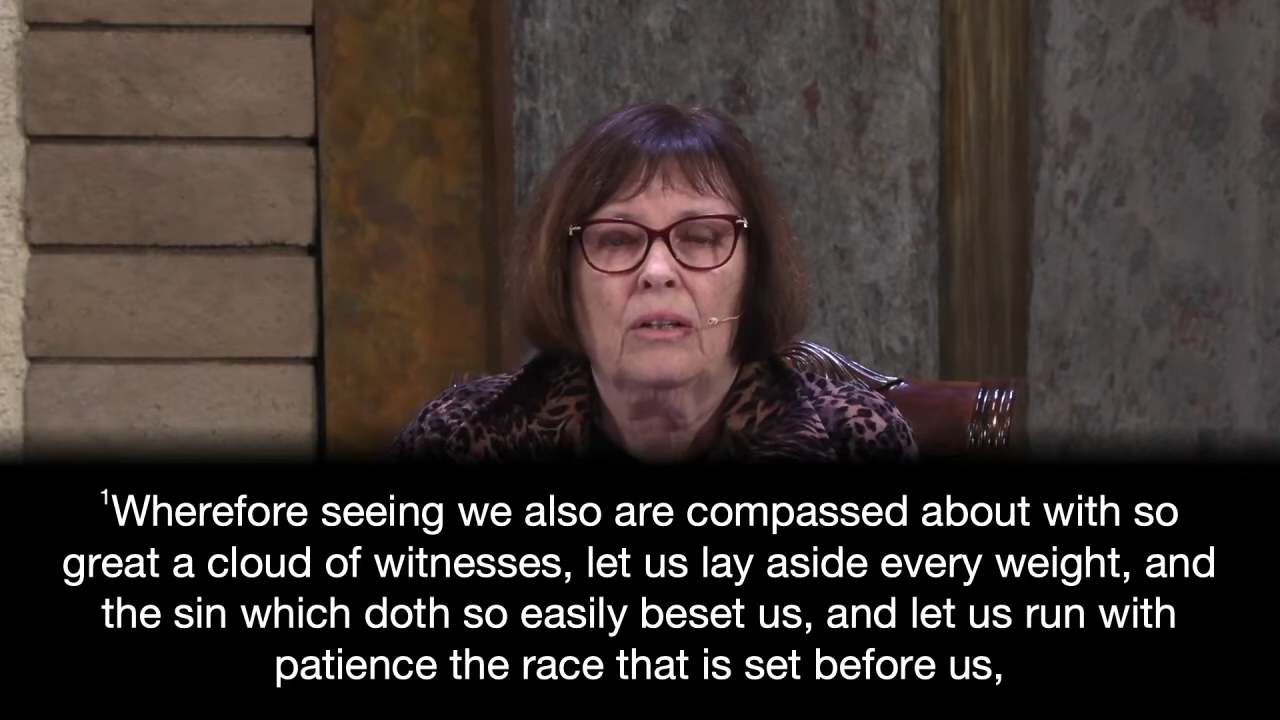 ¹Wherefore seeing we also are compassed about with so
great a cloud of witnesses, let us lay aside every weight, and
the sin which doth so easily beset us, and let us run with
patience the race that is set before us,